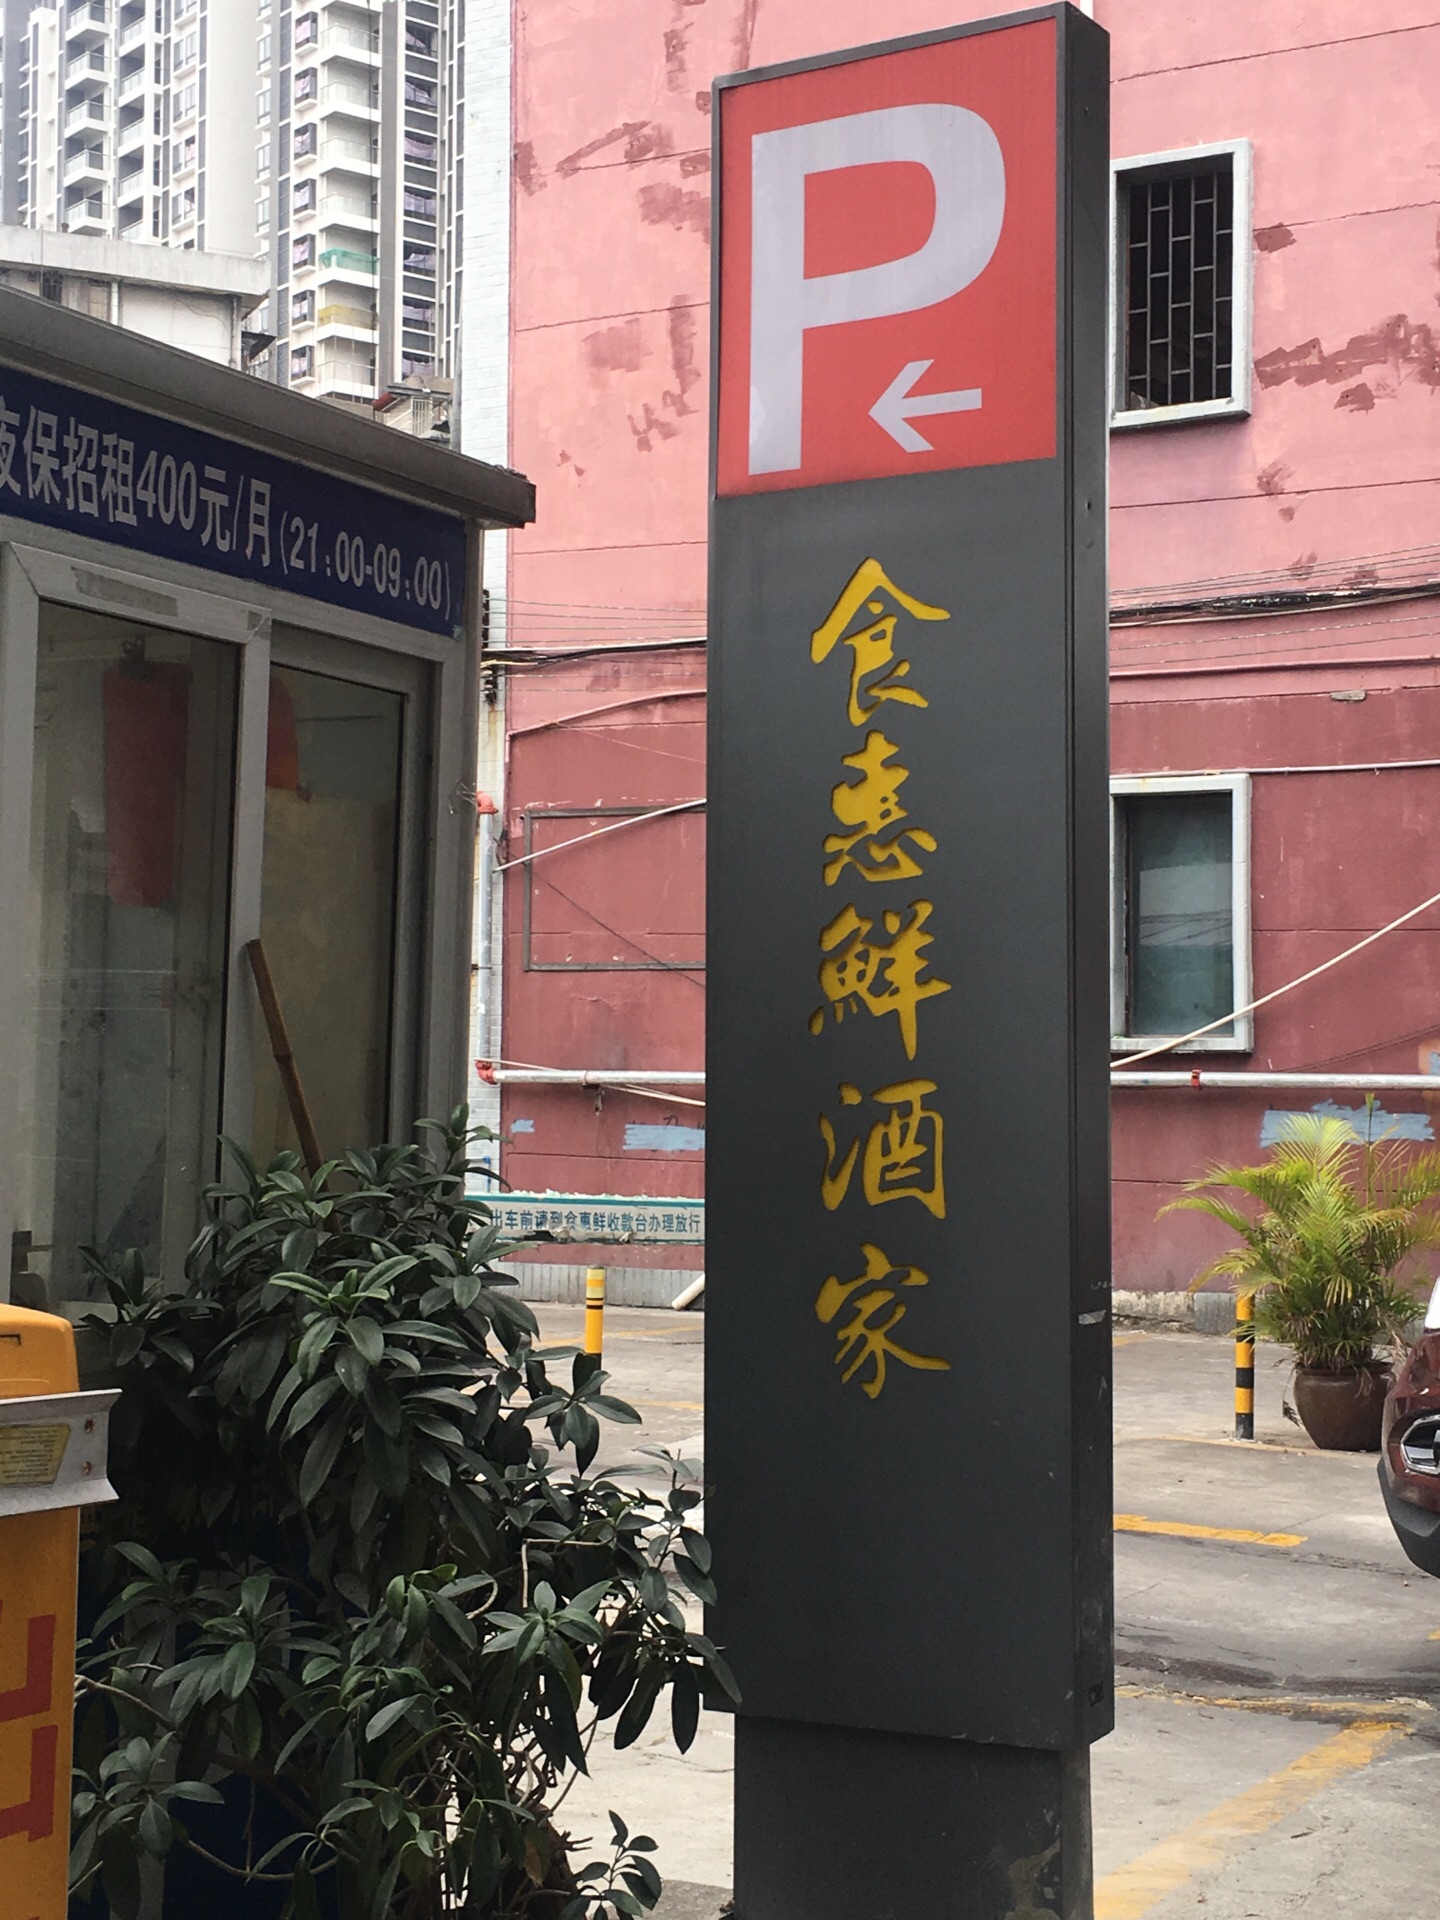 P
食惠鲜酒家
夜保招租400元/月(21:00-09:00)
出车前请到食惠鲜收款台办理放行
出